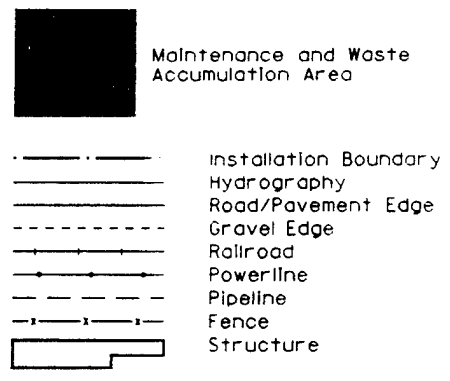 Maintenance and Waste
Accumulation Area
Installation Boundary
Hydrography
Road/Pavement Edge
Gravel Edge
Railroad
Powerline
Pipeline
Fence
Structure